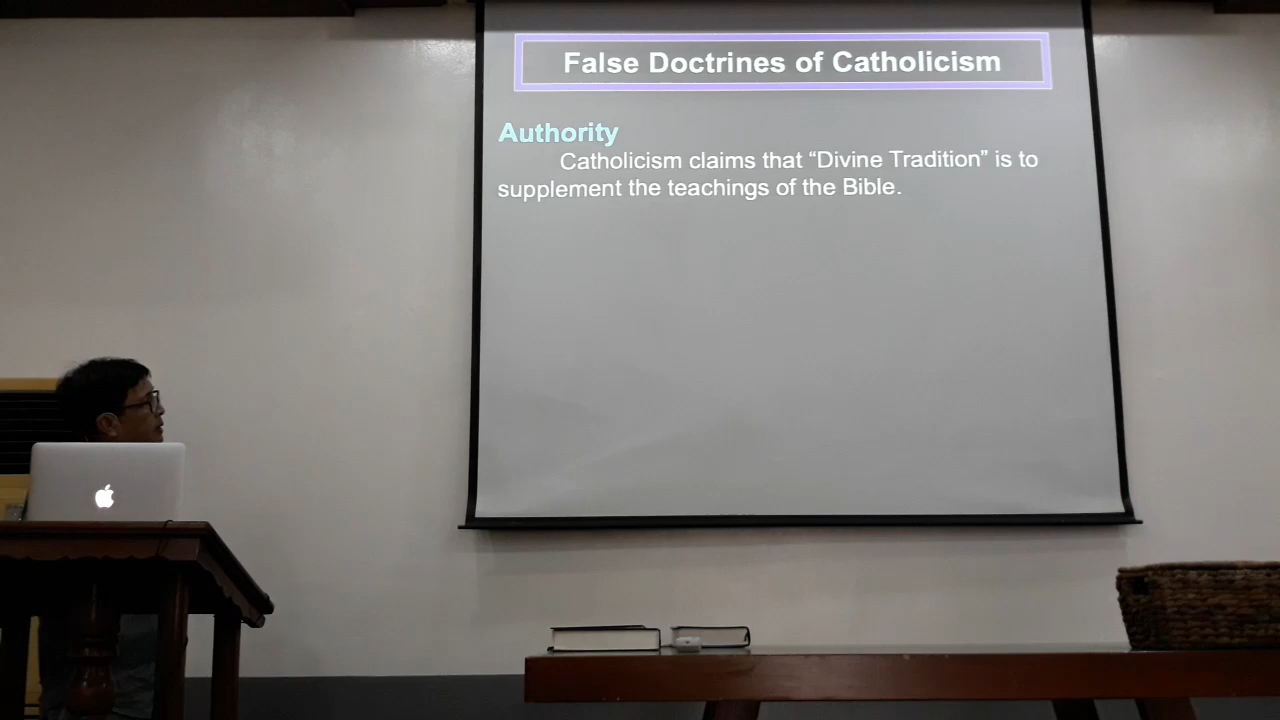 False Doctrines of Catholicism
Authority
Catholicism claims that “Divine Tradition” is to
supplement the teachings of the Bible.